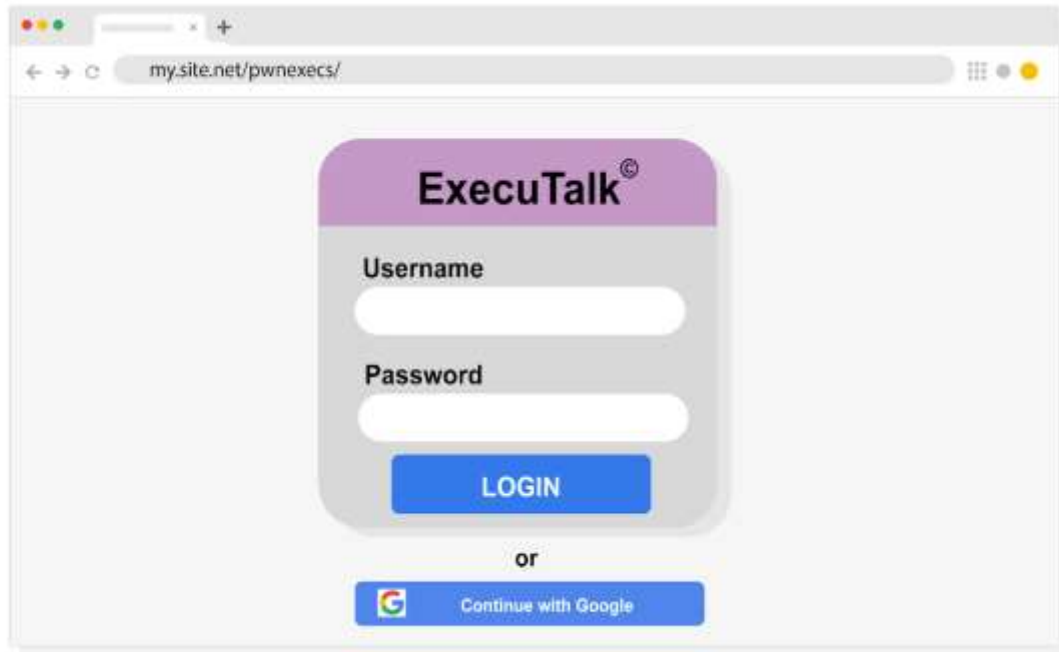 my.site.net/pwnexecs/
ExecuTalk©
Username
Password
LOGIN
or
Continue with Google